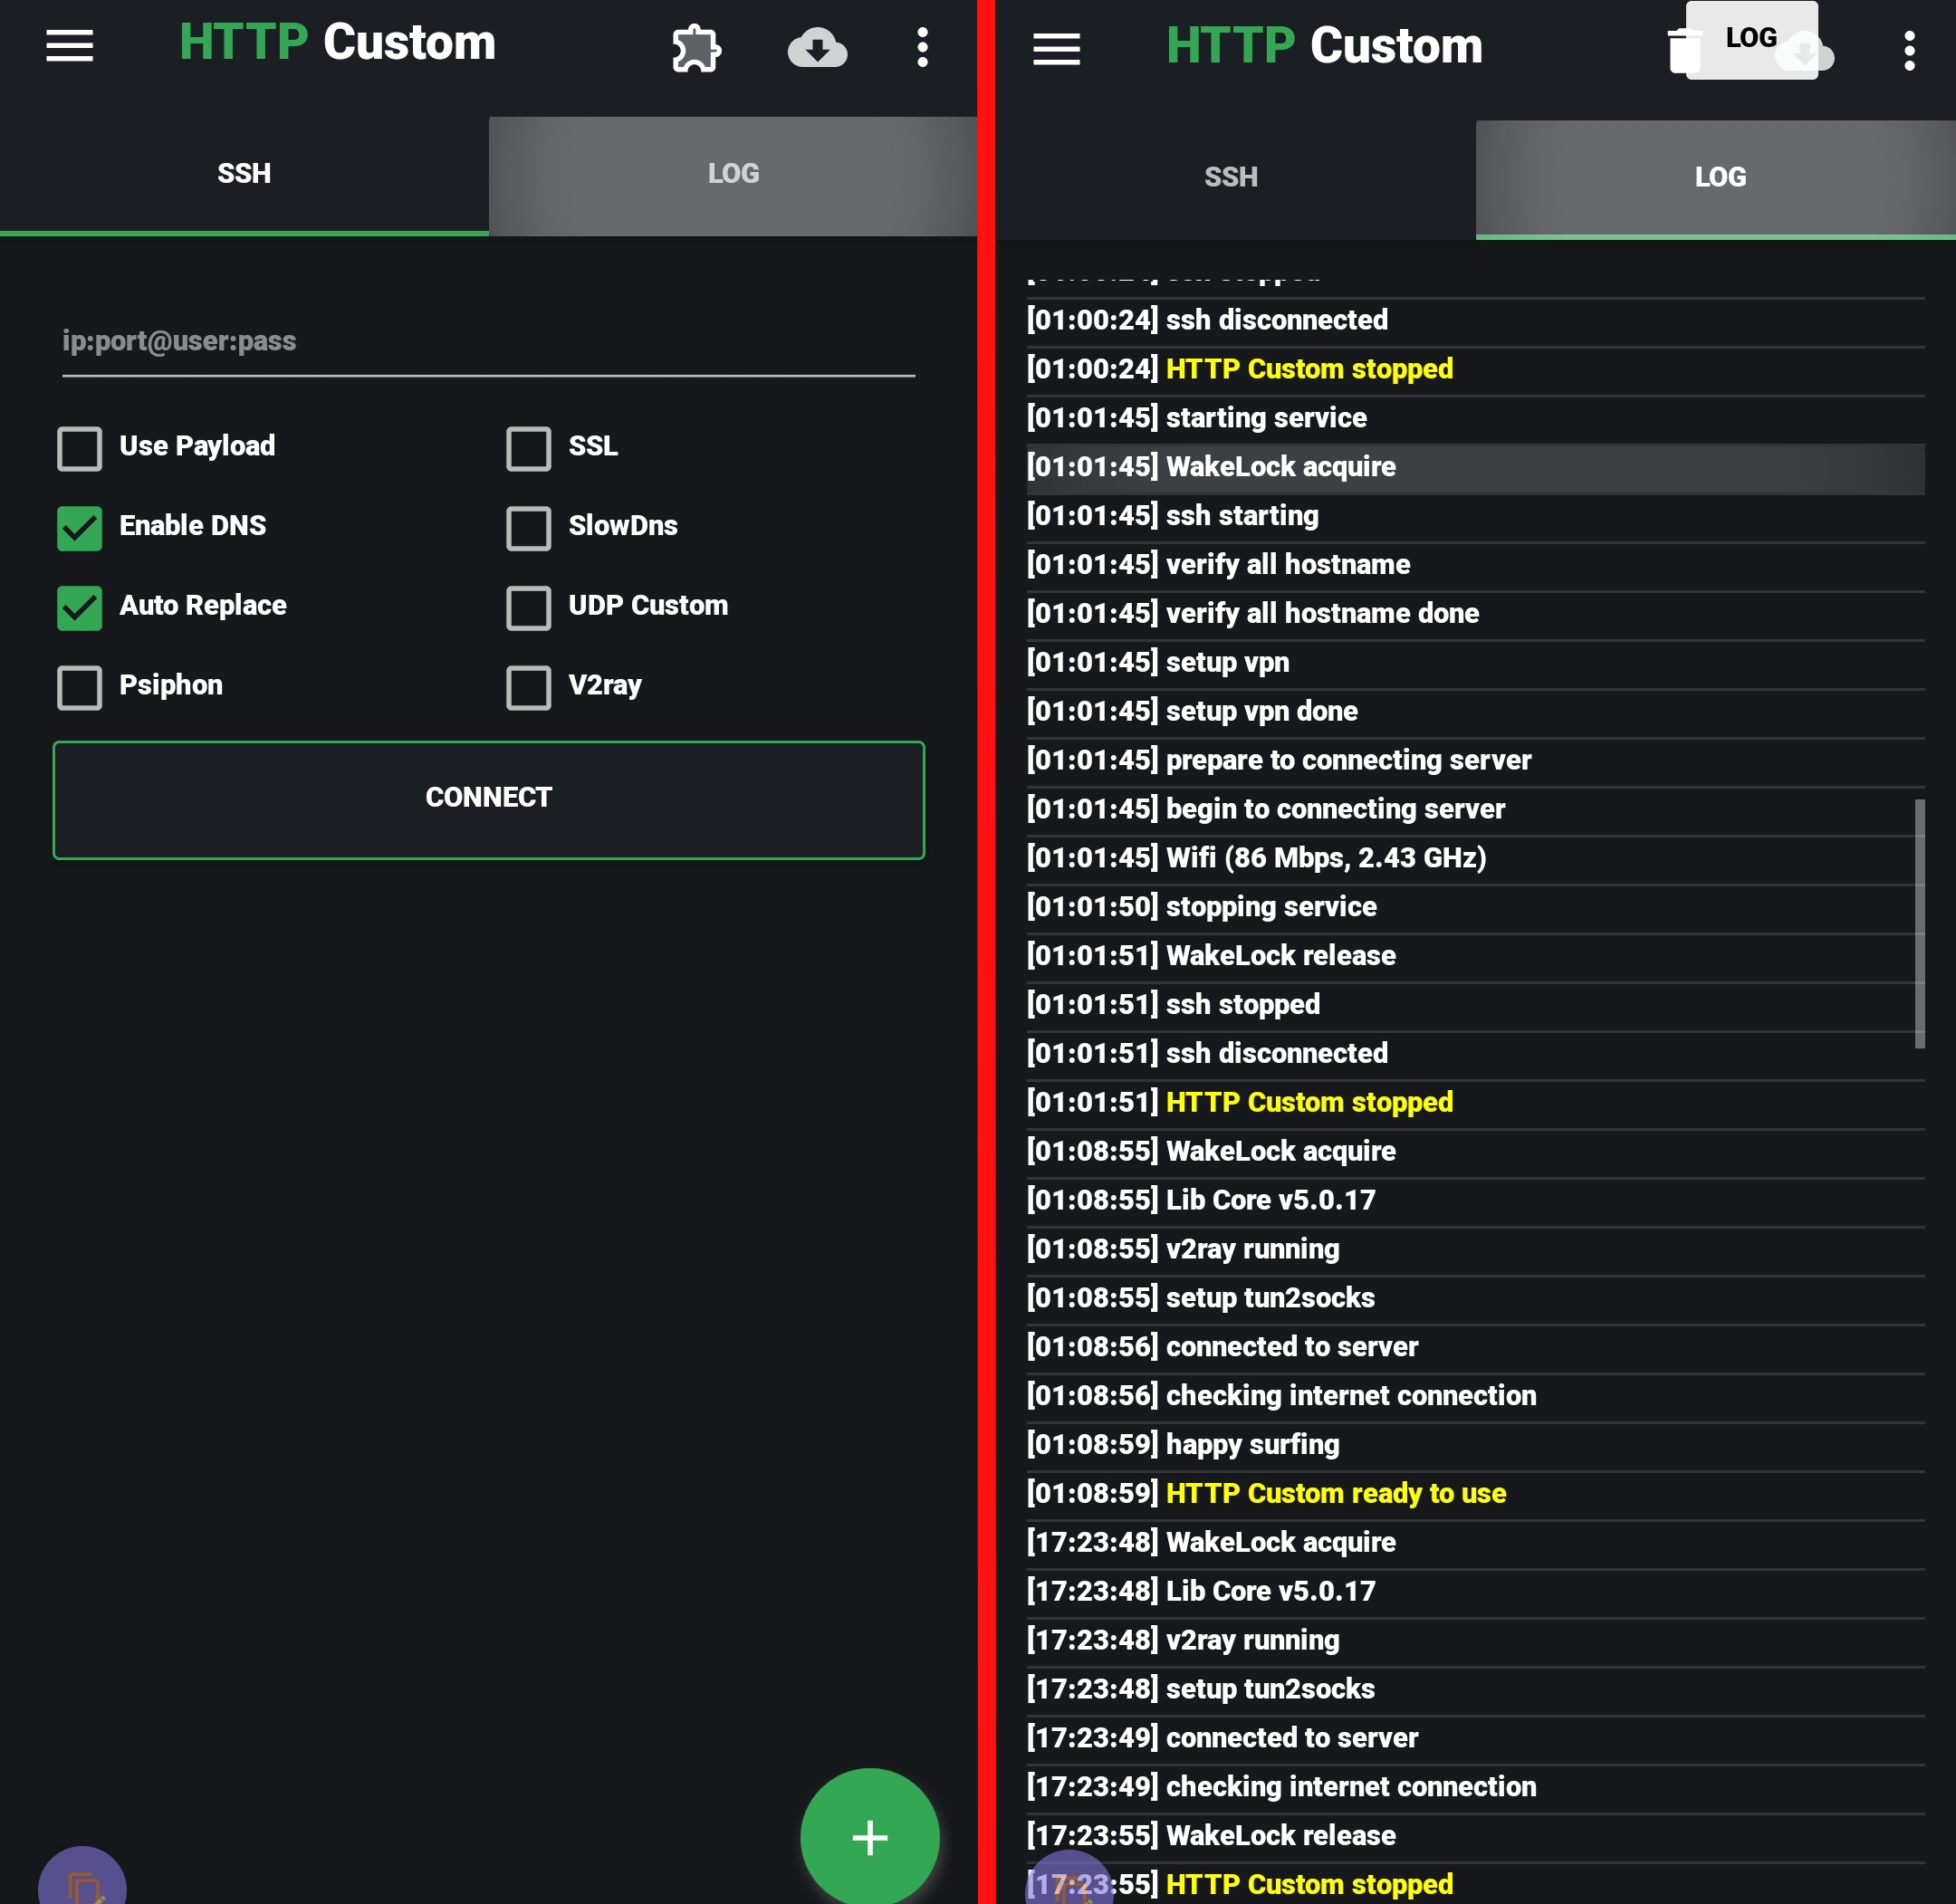 HTTP Custom
SSH
LOG
ip:port@user:pass
Use Payload
SSL
Enable DNS
SlowDns
Auto Replace
UDP Custom
Psiphon
V2ray
CONNECT
HTTP Custom
LOG
SSH
LOG
[01:00:24] ssh stopped
[01:00:24] ssh disconnected
[01:00:24] HTTP Custom stopped
[01:01:45] starting service
[01:01:45] WakeLock acquire
[01:01:45] ssh starting
[01:01:45] verify all hostname
[01:01:45] verify all hostname done
[01:01:45] setup vpn
[01:01:45] setup vpn done
[01:01:45] prepare to connecting server
[01:01:45] begin to connecting server
[01:01:45] Wifi (86 Mbps, 2.43 GHz)
[01:01:50] stopping service
[01:01:51] WakeLock release
[01:01:51] ssh stopped
[01:01:51] ssh disconnected
[01:01:51] HTTP Custom stopped
[01:08:55] WakeLock acquire
[01:08:55] Lib Core v5.0.17
[01:08:55] v2ray running
[01:08:55] setup tun2socks
[01:08:56] connected to server
[01:08:56] checking internet connection
[01:08:59] happy surfing
[01:08:59] HTTP Custom ready to use
[17:23:48] WakeLock acquire
[17:23:48] Lib Core v5.0.17
[17:23:48] v2ray running
[17:23:48] setup tun2socks
[17:23:49] connected to server
[17:23:49] checking internet connection
[17:23:55] WakeLock release
[17:23:55] HTTP Custom stopped